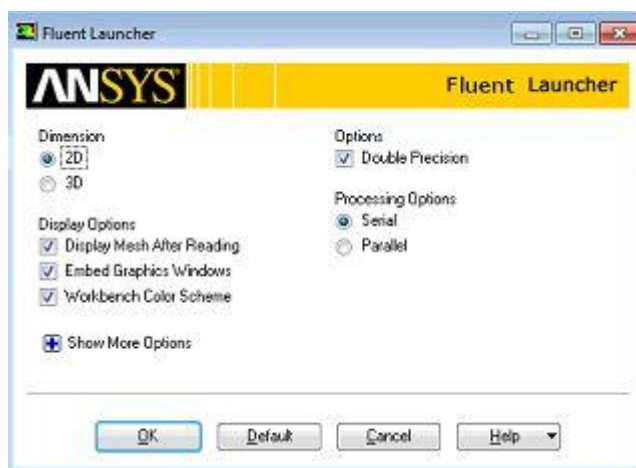 Fluent Launcher
ANSYS
Fluent Launcher
Dimension
2D
3D
Options
Double Precision
Processing Options
Serial
Parallel
Display Options
Display Mesh After Reading
Embed Graphics Windows
Workbench Color Scheme
Show More Options
OK
Default
Cancel
Help